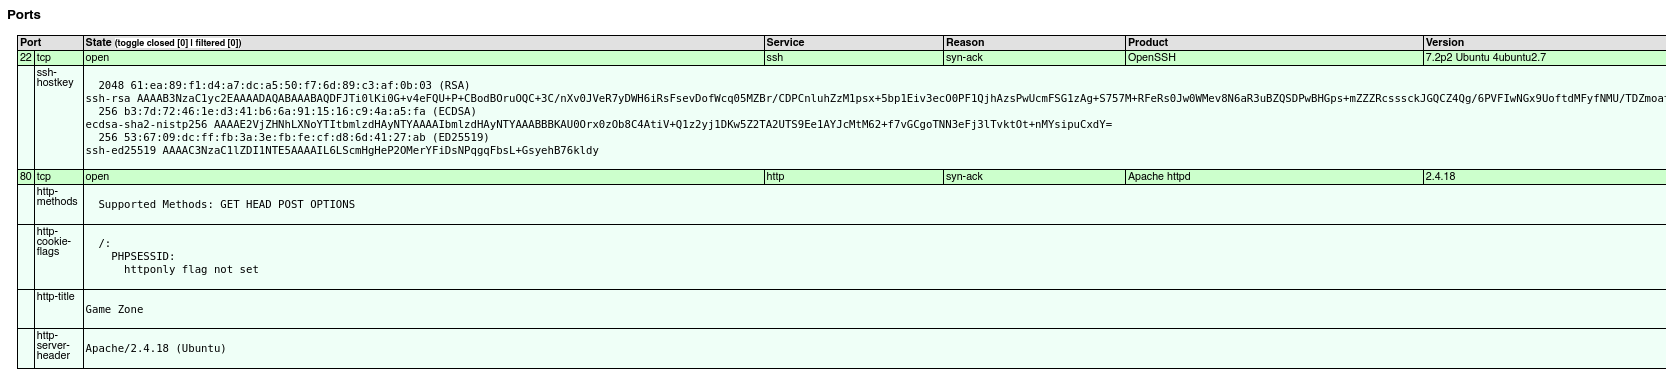 Ports
Port State (toggle closed [0] | filtered [0]) Service Reason Product Version
22 tcp open ssh syn-ack OpenSSH 7.2p2 Ubuntu 4ubuntu2.7
ssh-
hostkey
2048 61:ea:89:f1:d4:a7:dc:a5:50:f7:6d:89:c3:af:0b:03 (RSA)
ssh-rsa AAAAB3NzaC1yc2EAAAADAQABAAABAQDFJTi0lKi0G+v4eFQU+P+CBodBOruOQC+3C/nXv0JVeR7yDWH6iRsFsevDofWcq05MZBr/CDPCnluhZzM1psx+5bp1Eiv3ecO0PF1QjhAzsPwUcmFSG1zAg+S757M+RFeRs0Jw0WMev8N6aR3uBZQSDPwBHGps+mZZZRcsssckJGQCZ4Qg/6PVFIwNGx9UoftdMFyfNMU/TDZmoat
256 b3:7d:72:46:1e:d3:41:b6:6a:91:15:16:c9:4a:a5:fa (ECDSA)
ecdsa-sha2-nistp256 AAAAE2VjZHNhLXNoYTItbmlzdHAyNTYAAAAIbmlzdHAyNTYAAABBBKAU0Orx0zOb8C4AtiV+Q1z2yj1DKw5Z2TA2UTS9Ee1AYJcMtM62+f7vGCgoTNN3eFj3lTvktOt+nMYsipuCxdY=
256 53:67:09:dc:ff:fb:3a:3e:fb:fe:cf:d8:6d:41:27:ab (ED25519)
ssh-ed25519 AAAAC3NzaC1lZDI1NTE5AAAAIL6LScmHgHeP2OMerYFiDsNPqgqFbsL+GsyehB76kldy
80 tcp open http syn-ack Apache httpd 2.4.18
http-
methods
Supported Methods: GET HEAD POST OPTIONS
http-
cookie-
flags
/:
PHPSESSID:
httponly flag not set
http-title
Game Zone
http-
server-
header
Apache/2.4.18 (Ubuntu)